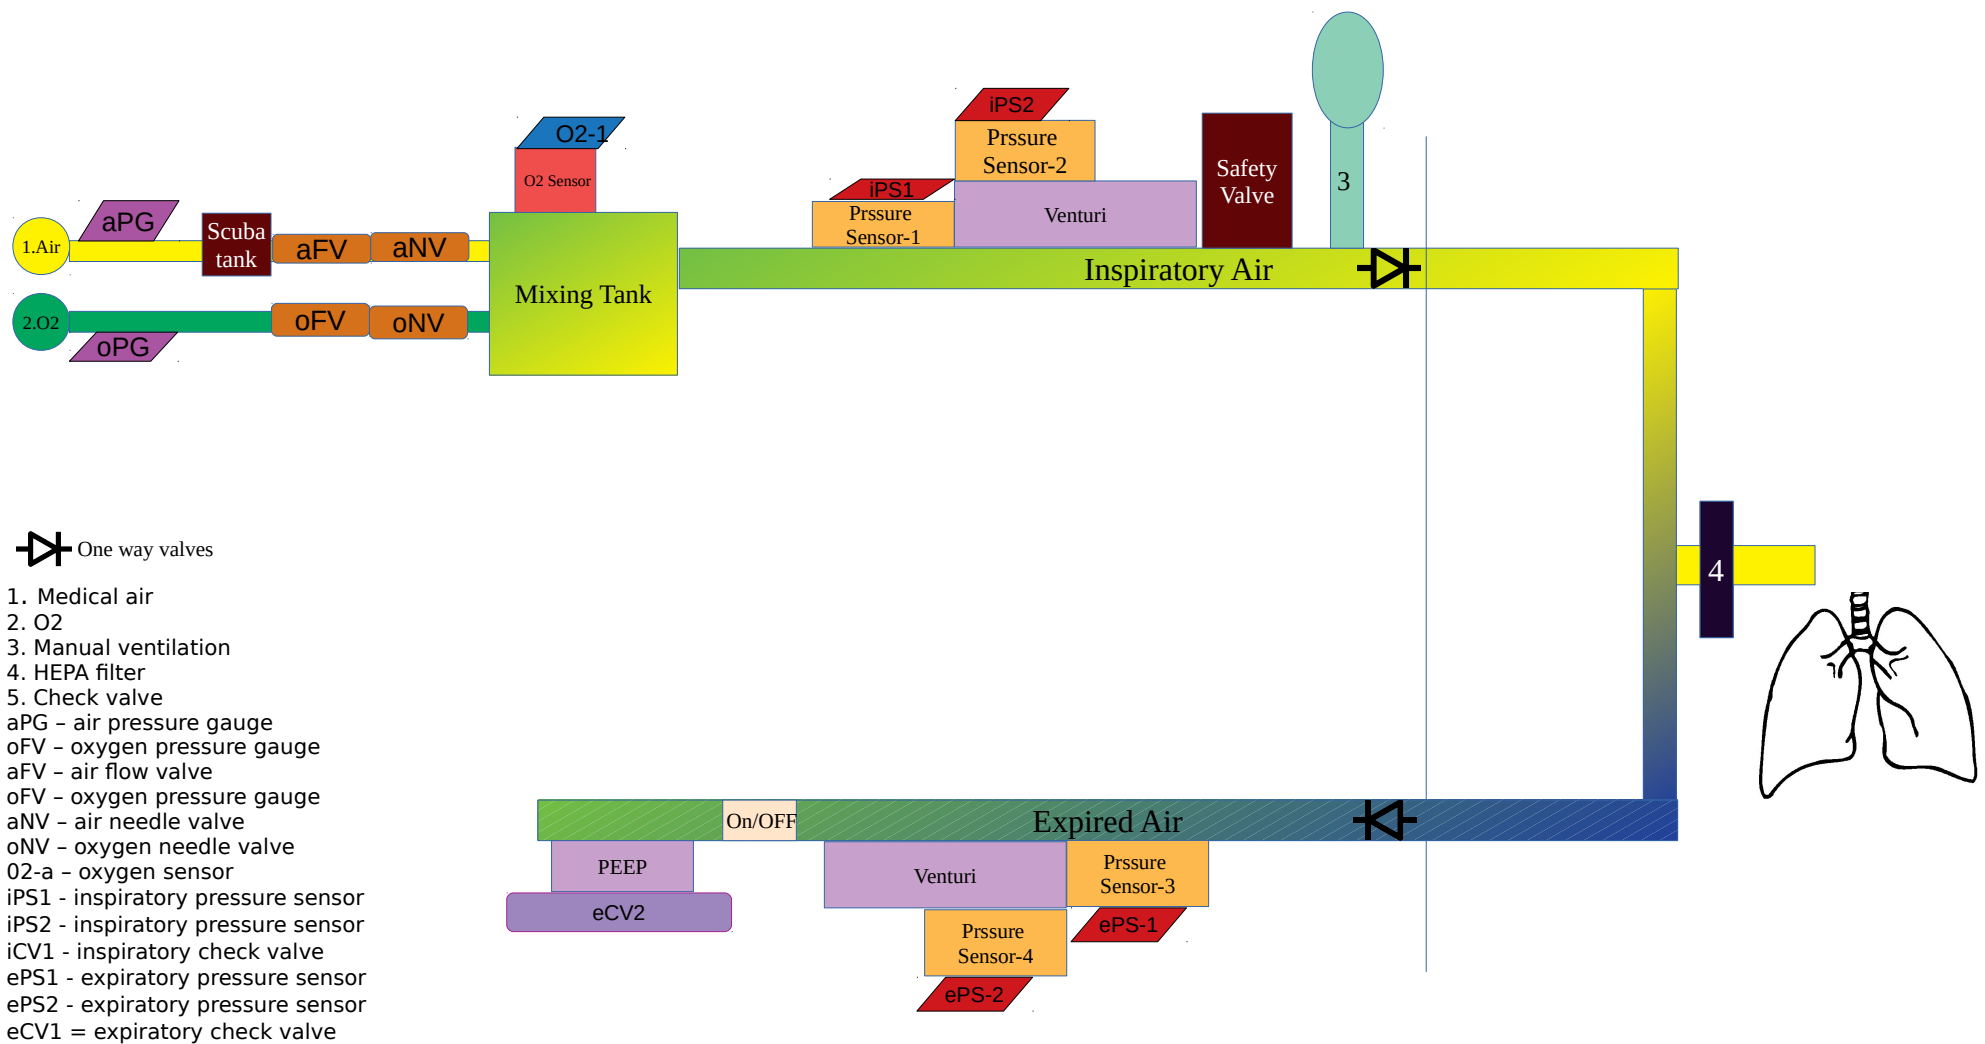 iPS2
O2-1
Prssure
Sensor-2
Safety
Valve
3
O2 Sensor
iPS1
Prssure
Sensor-1
Venturi
aPG
1.Air
Scuba
tank
aFV
aNV
Inspiratory Air
Mixing Tank
2.O2
oFV
oNV
oPG
4
One way valves
1. Medical air
2. O2
3. Manual ventilation
4. HEPA filter
5. Check valve
aPG – air pressure gauge
oFV – oxygen pressure gauge
aFV – air flow valve
oFV – oxygen pressure gauge
aNV – air needle valve
oNV – oxygen needle valve
02-a – oxygen sensor
iPS1 - inspiratory pressure sensor
iPS2 - inspiratory pressure sensor
iCV1 - inspiratory check valve
ePS1 - expiratory pressure sensor
ePS2 - expiratory pressure sensor
eCV1 = expiratory check valve
On/OFF
Expired Air
PEEP
eCV2
Venturi
Prssure
Sensor-3
ePS-1
Prssure
Sensor-4
ePS-2